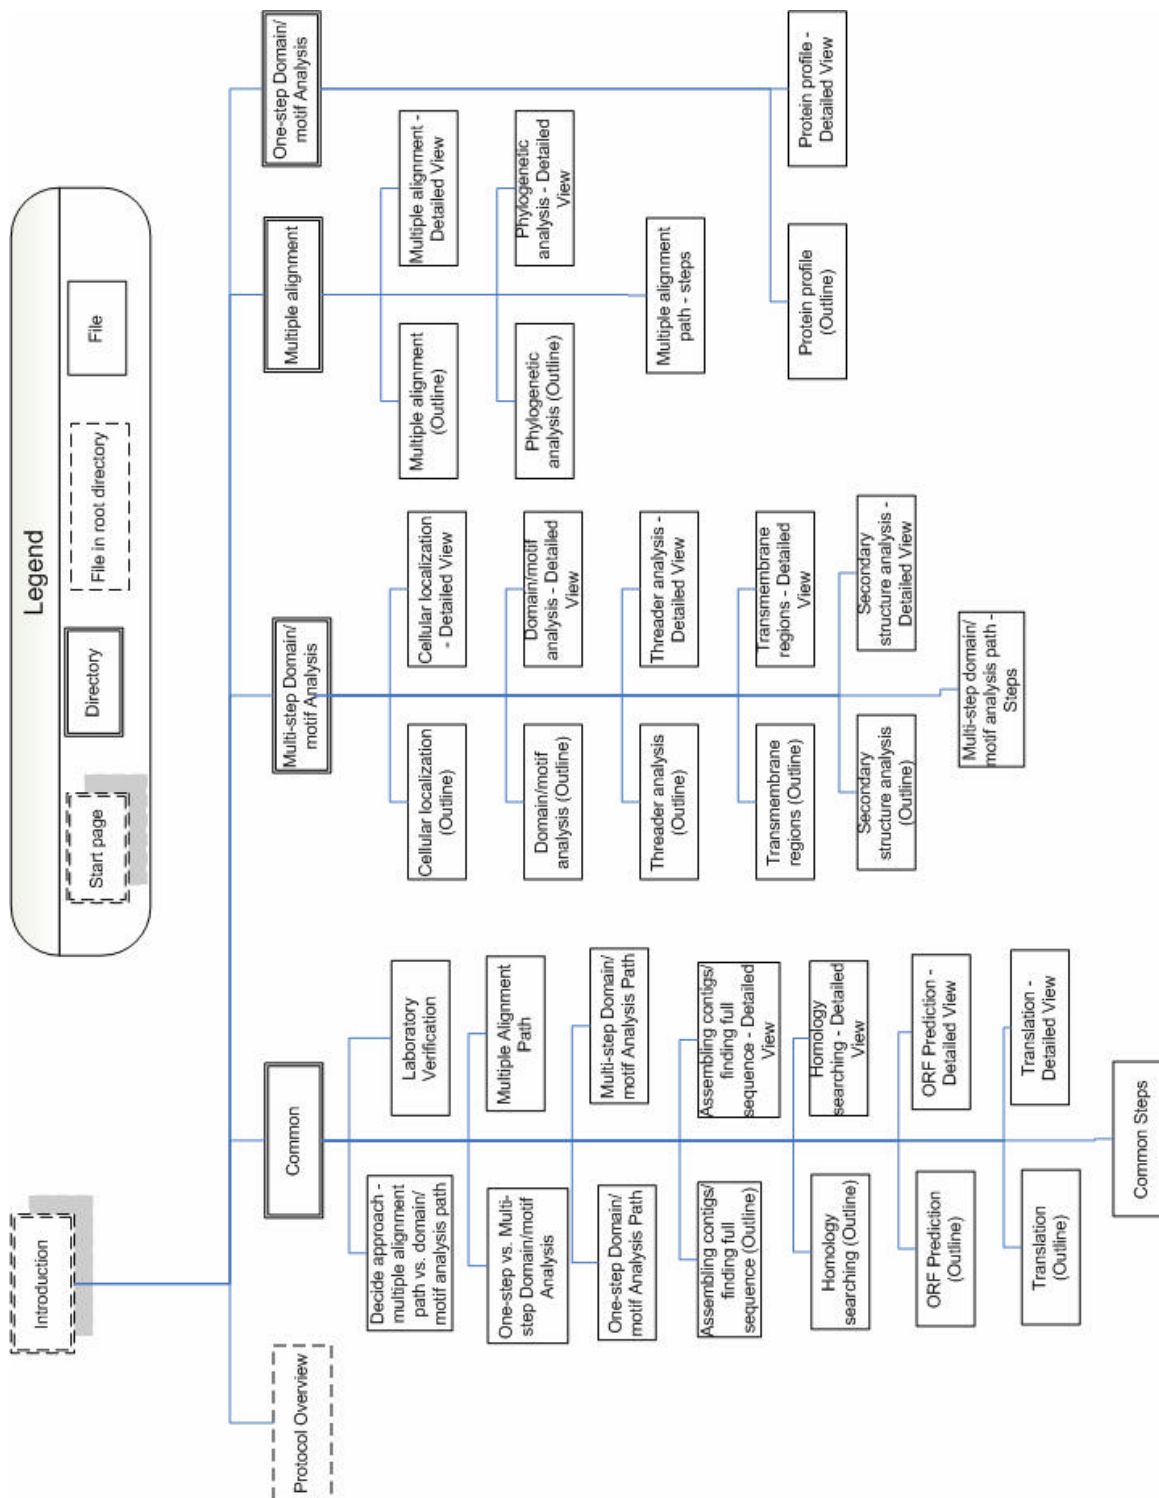 Legend
Start page
Directory
File in root directory
File
Introduction
Protocol Overview
Common
Decide approach -
multiple alignment
path vs. domain/
motif analysis path
Laboratory
Verification
One-step vs. Multi-
step Domain/motif
Analysis
Multiple Alignment
Path
One-step Domain/
motif Analysis Path
Multi-step Domain/
motif Analysis Path
Assembling contigs/
finding full
sequence (Outline)
Assembling contigs/
finding full
sequence - Detailed
View
Homology
searching (Outline)
Homology
searching - Detailed
View
ORF Prediction
(Outline)
ORF Prediction -
Detailed View
Translation
(Outline)
Translation -
Detailed View
Common Steps
Multi-step Domain/
motif Analysis
Cellular localization
(Outline)
Cellular localization
- Detailed View
Domain/motif
analysis (Outline)
Domain/motif
analysis - Detailed
View
Threader analysis
(Outline)
Threader analysis -
Detailed View
Transmembrane
regions (Outline)
Transmembrane
regions - Detailed
View
Secondary
structure analysis
(Outline)
Secondary
structure analysis -
Detailed View
Multi-step domain/
motif analysis path -
Steps
Multiple alignment
Multiple alignment
(Outline)
Multiple alignment -
Detailed View
Phylogenetic
analysis (Outline)
Phylogenetic
analysis - Detailed
View
Multiple alignment
path - steps
One-step Domain/
motif Analysis
Protein profile
(Outline)
Protein profile -
Detailed View